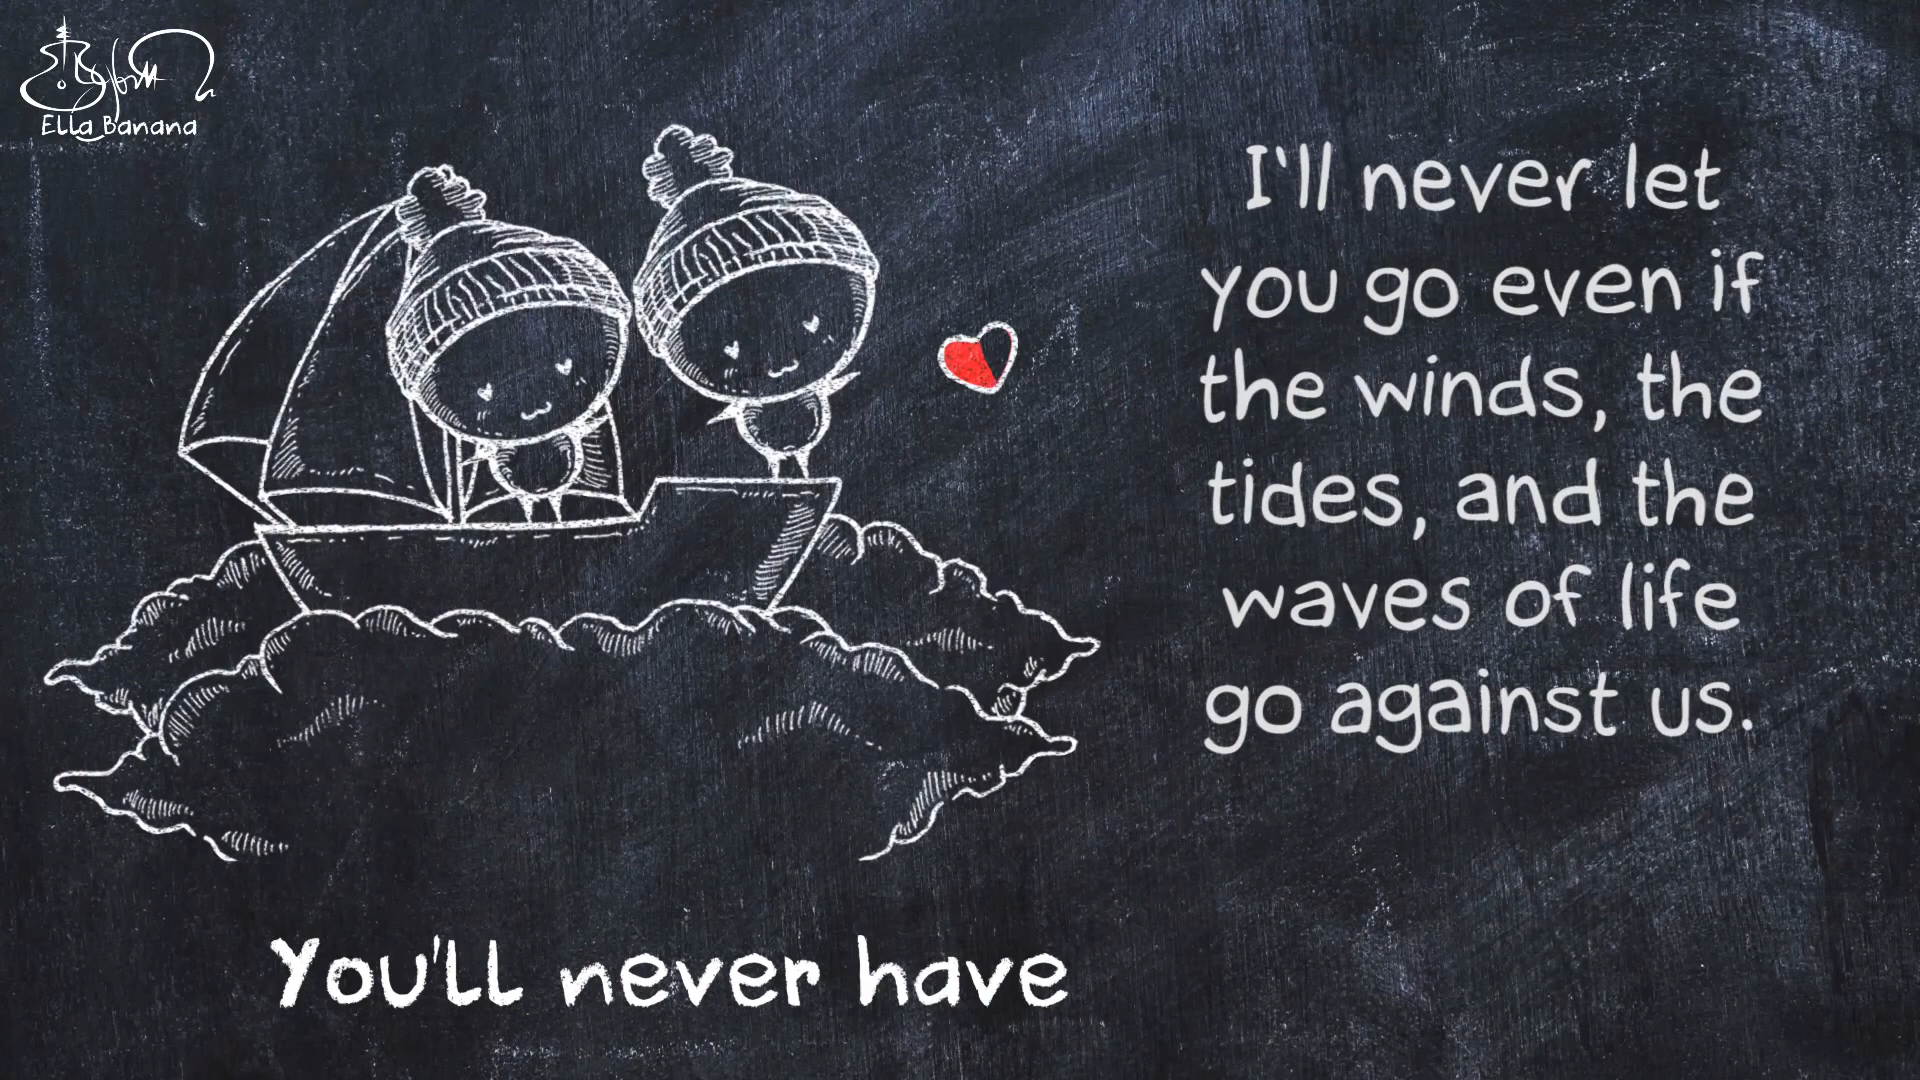 Ella Banana
I'll never let
you go even if
the winds, the
tides, and the
waves of life
go against us.
You'll never have